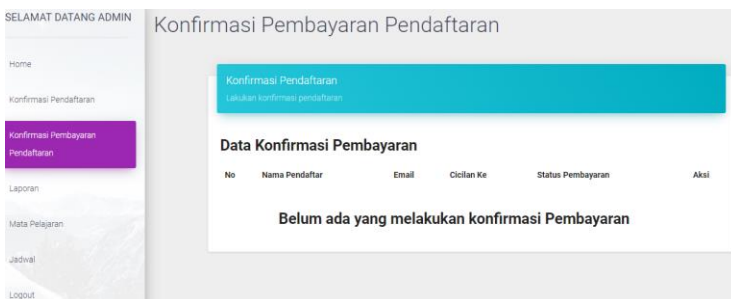 SELAMAT DATANG ADMIN
Home
Konfirmasi Pendaftaran
Konfirmasi Pembayaran
Pendaftaran
Laporan
Mata Pelajaran
Jadwal
Logout
Konfirmasi Pembayaran Pendaftaran
Konfirmasi Pendaftaran
Lakukan konfirmasi pendaftaran
Data Konfirmasi Pembayaran
No Nama Pendaftar Email Cicilan Ke Status Pembayaran Aksi
Belum ada yang melakukan konfirmasi Pembayaran